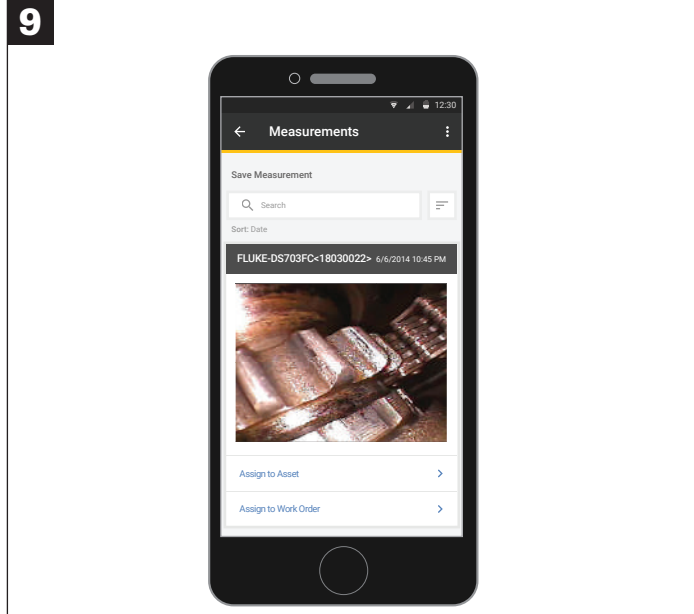 9
12:30
Measurements
Save Measurement
Search
Sort: Date
FLUKE-DS703FC<18030022> 6/6/2014 10:45 PM
Assign to Asset
Assign to Work Order